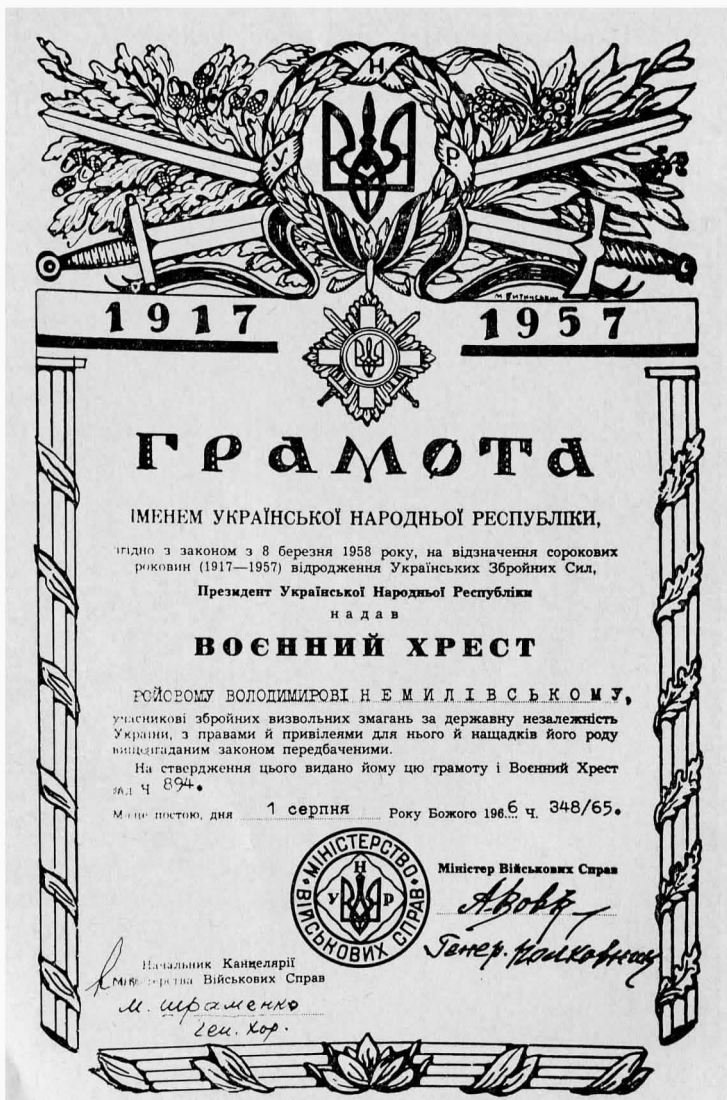 Н
У Р
М БИТИНСЬКИЙ
1917 1957
ГРАМОТА
ІМЕНЕМ УКРАЇНСЬКОЇ НАРОДНЬОЇ РЕСПУБЛІКИ,
згідно з законом з 8 березня 1958 року, на відзначення сорокових
роковин (1917—1957) відродження Українських Збройних Сил,
Президент Української Народньої Республіки
надав
ВОЄННИЙ ХРЕСТ
РОЙОВОМУ ВОЛОДИМИРОВІ НЕМИЛІВСЬКОМУ,
учасникові збройних визвольних змагань за державну незалежність
України, з правами й привілеями для нього й нащадків його роду
вищезгаданим законом передбаченими.
На ствердження цього видано йому цю грамоту і Воєнний Хрест
Ч 894.
Місце постою, дня 1 серпня Року Божого 1966 Ч. 348/65.
МІНІСТЕРСТВО ВІЙСЬКОВИХ СПРАВ
Н
У Р
Міністер Військових Справ
А Вовк
Генер. Полковник
Начальник Канцелярії
Міністерства Військових Справ
М. Шраменко
ген. хор.